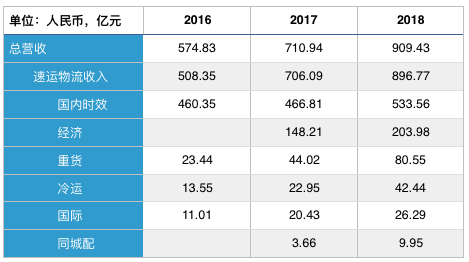 单位：人民币，亿元 2016 2017 2018
总营收 574.83 710.94 909.43
速运物流收入 508.35 706.09 896.77
国内时效 460.35 466.81 533.56
经济 148.21 203.98
重货 23.44 44.02 80.55
冷运 13.55 22.95 42.44
国际 11.01 20.43 26.29
同城配 3.66 9.95